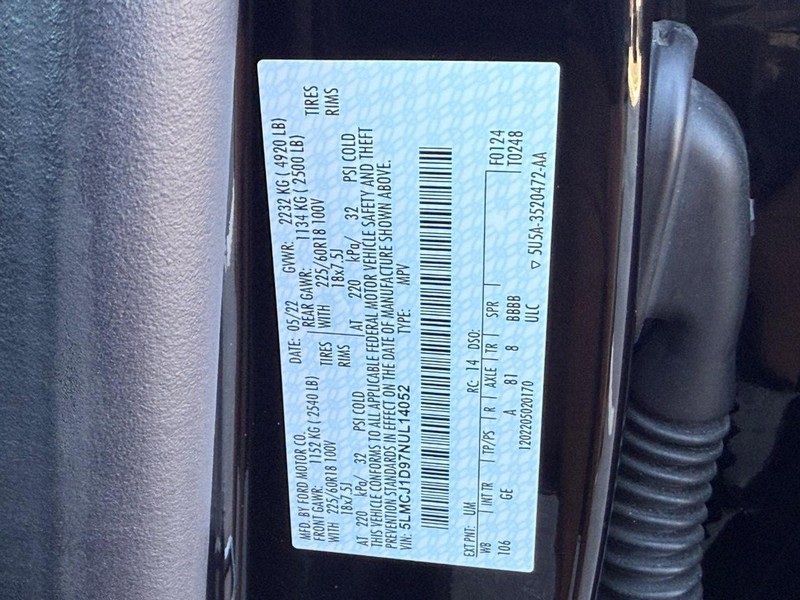 MFD. BY FORD MOTOR CO. DATE: 05/22 GVWR: 2232 KG ( 4920 LB)
FRONT GAWR: 1152 KG ( 2540 LB) REAR GAWR: 1134 KG ( 2500 LB)
WITH 225/60R18 100V TIRES WITH 225/60R18 100V TIRES
18x7.5J RIMS 18x7.5J RIMS
AT 220 kPa/ 32 PSI COLD AT 220 kPa/ 32 PSI COLD
THIS VEHICLE CONFORMS TO ALL APPLICABLE FEDERAL MOTOR VEHICLE SAFETY AND THEFT
PREVENTION STANDARDS IN EFFECT ON THE DATE OF MANUFACTURE SHOWN ABOVE.
VIN: 5LMCJ1D97NUL14052 TYPE: MPV
EXT PNT: UM RC: 14 DSO: F0124
WB INT TR TP/PS R AXLE TR SPR T0248
106 GE A 81 8 BBBB
1202205020170 ULC ▽ 5U5A-3520472-AA